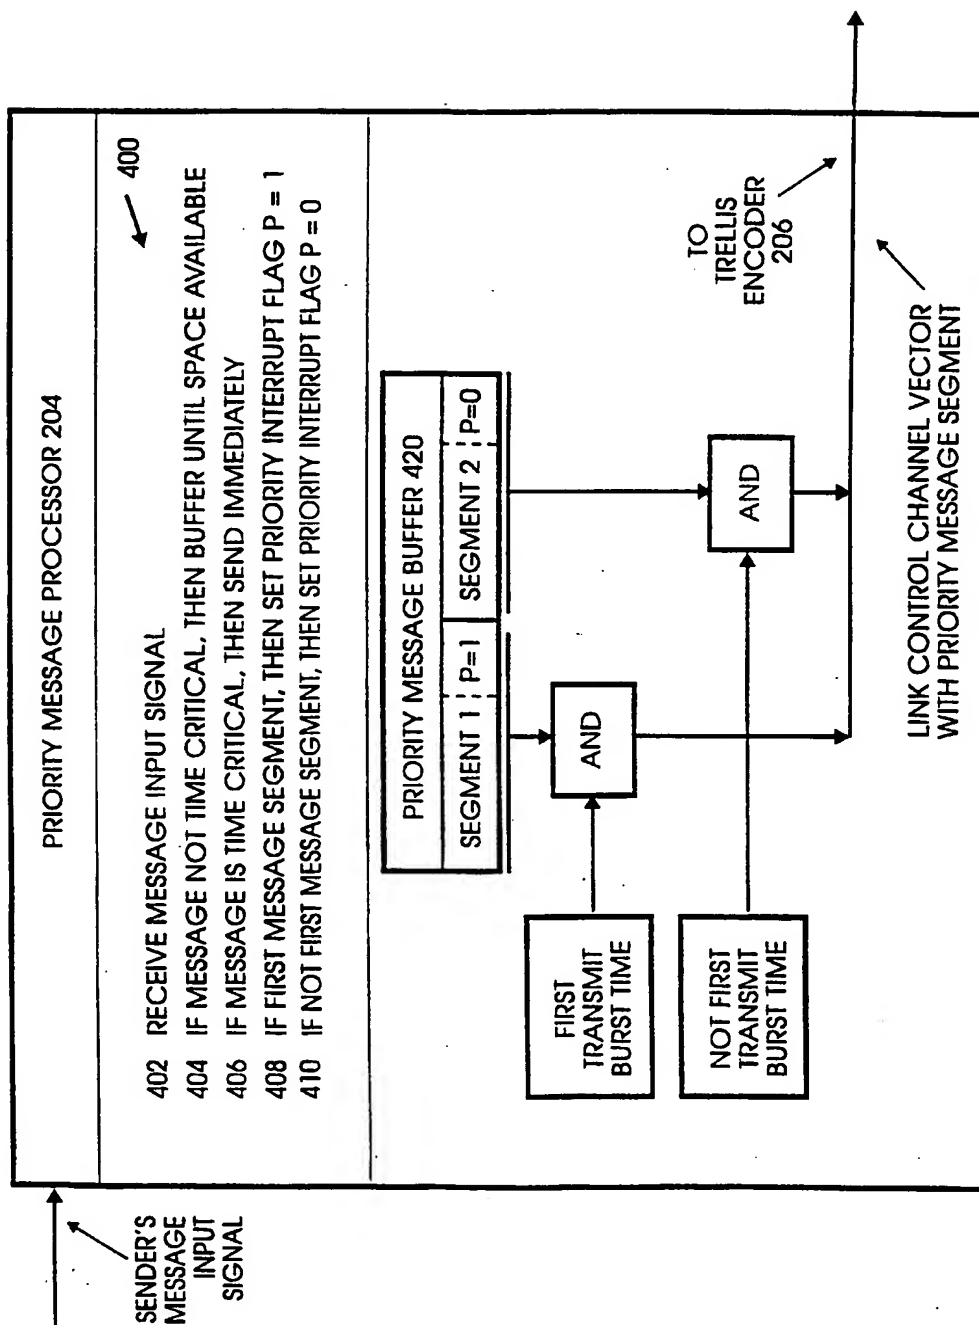 PRIORITY MESSAGE PROCESSOR 204
SENDER'S
MESSAGE
INPUT
SIGNAL
400
402 RECEIVE MESSAGE INPUT SIGNAL
404 IF MESSAGE NOT TIME CRITICAL, THEN BUFFER UNTIL SPACE AVAILABLE
406 IF MESSAGE IS TIME CRITICAL, THEN SEND IMMEDIATELY
408 IF FIRST MESSAGE SEGMENT, THEN SET PRIORITY INTERRUPT FLAG P = 1
410 IF NOT FIRST MESSAGE SEGMENT, THEN SET PRIORITY INTERRUPT FLAG P = 0
PRIORITY MESSAGE BUFFER 420
SEGMENT 1 P=1 SEGMENT 2 P=0
FIRST
TRANSMIT
BURST TIME
AND
NOT FIRST
TRANSMIT
BURST TIME
AND
TO
TRELLIS
ENCODER
206
LINK CONTROL CHANNEL VECTOR
WITH PRIORITY MESSAGE SEGMENT